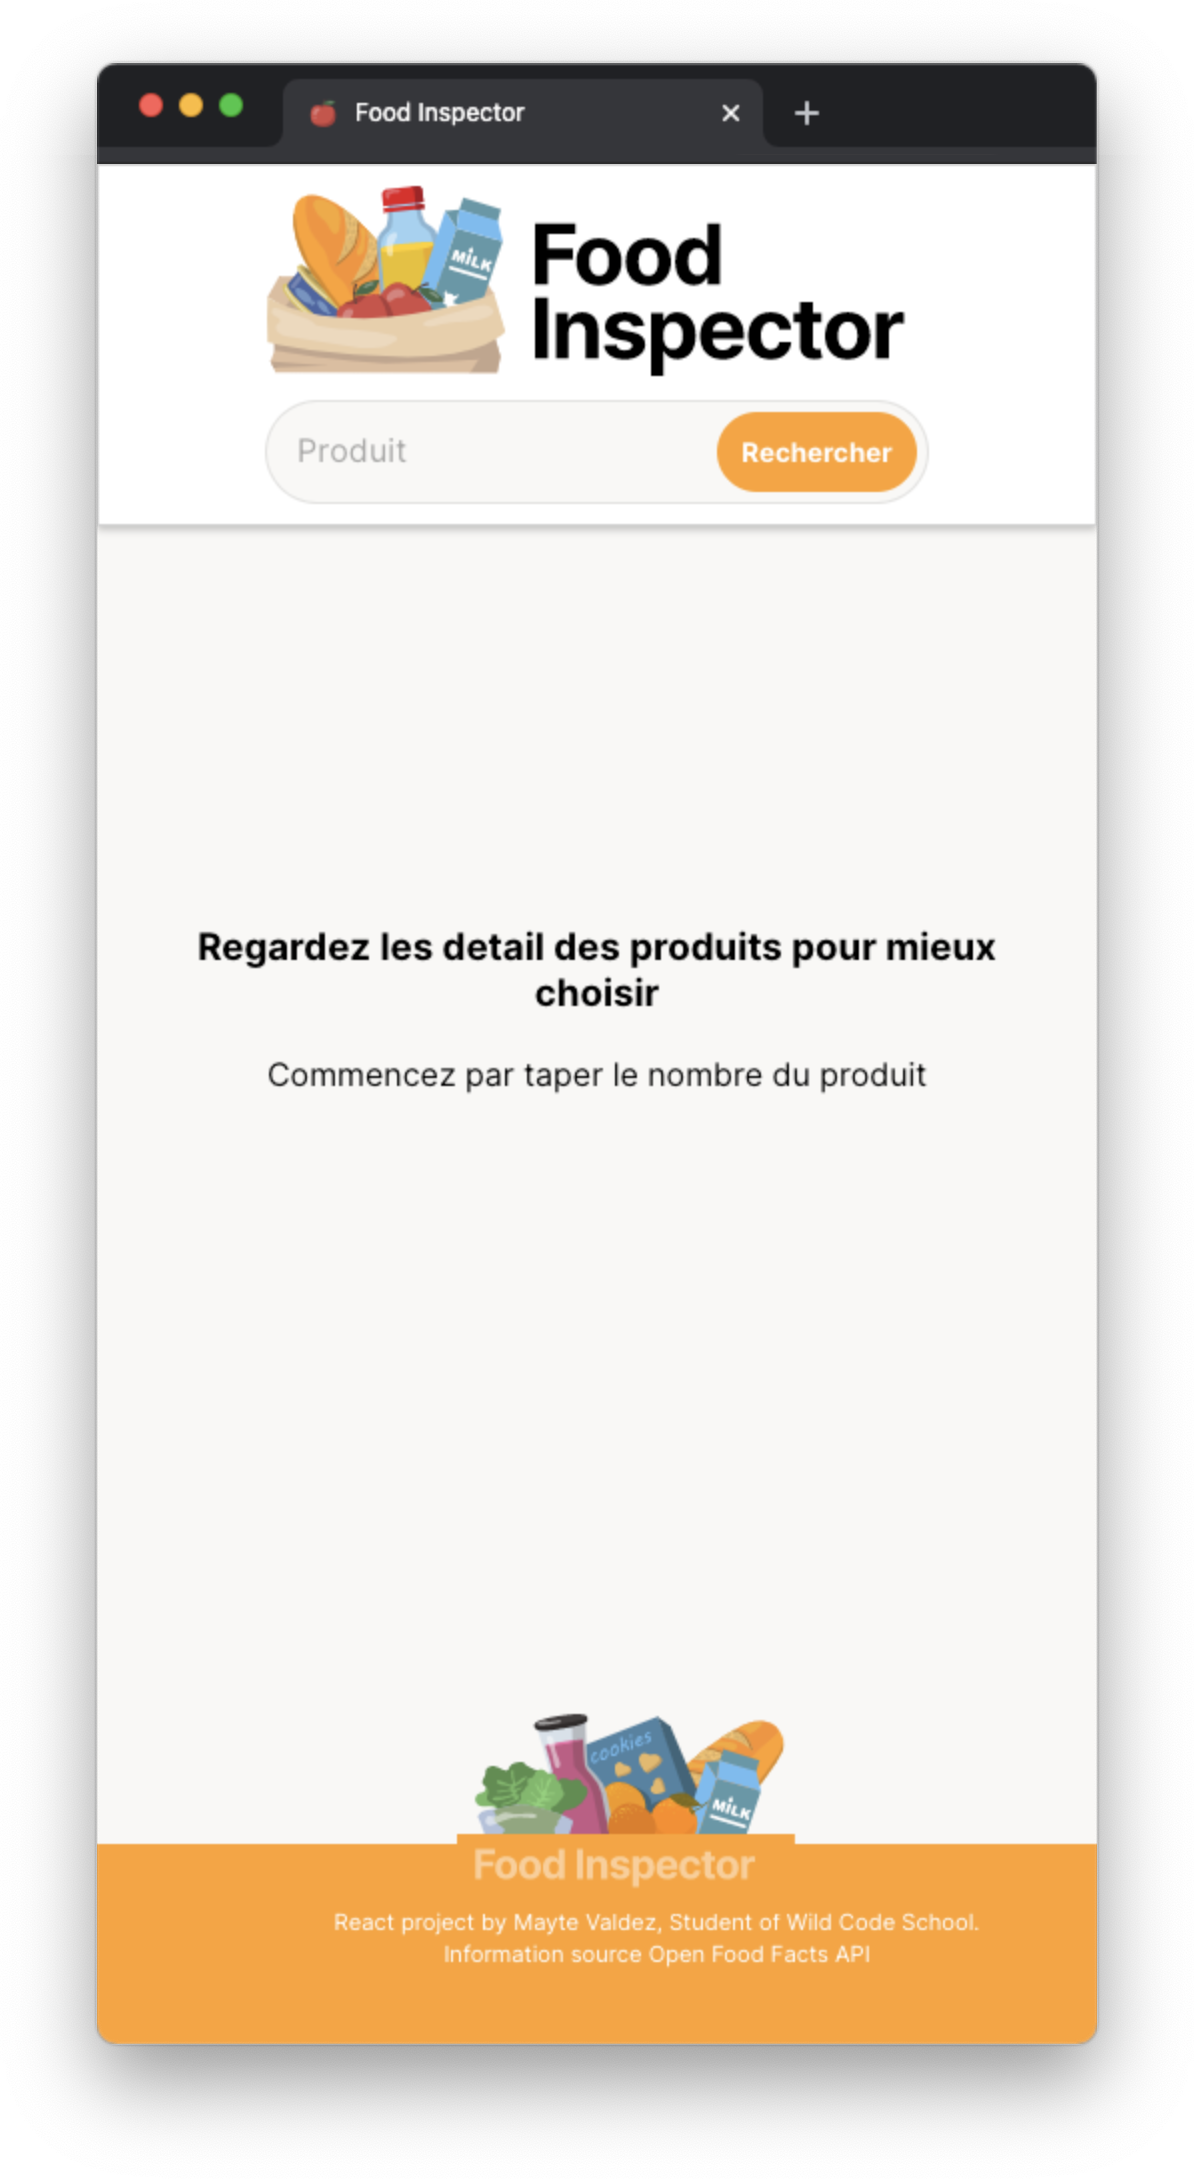 Food Inspector
MILK
Food
Inspector
Produit
Rechercher
Regardez les detail des produits pour mieux
choisir
Commencez par taper le nombre du produit
cookies
MILK
Food Inspector
React project by Mayte Valdez, Student of Wild Code School.
Information source Open Food Facts API